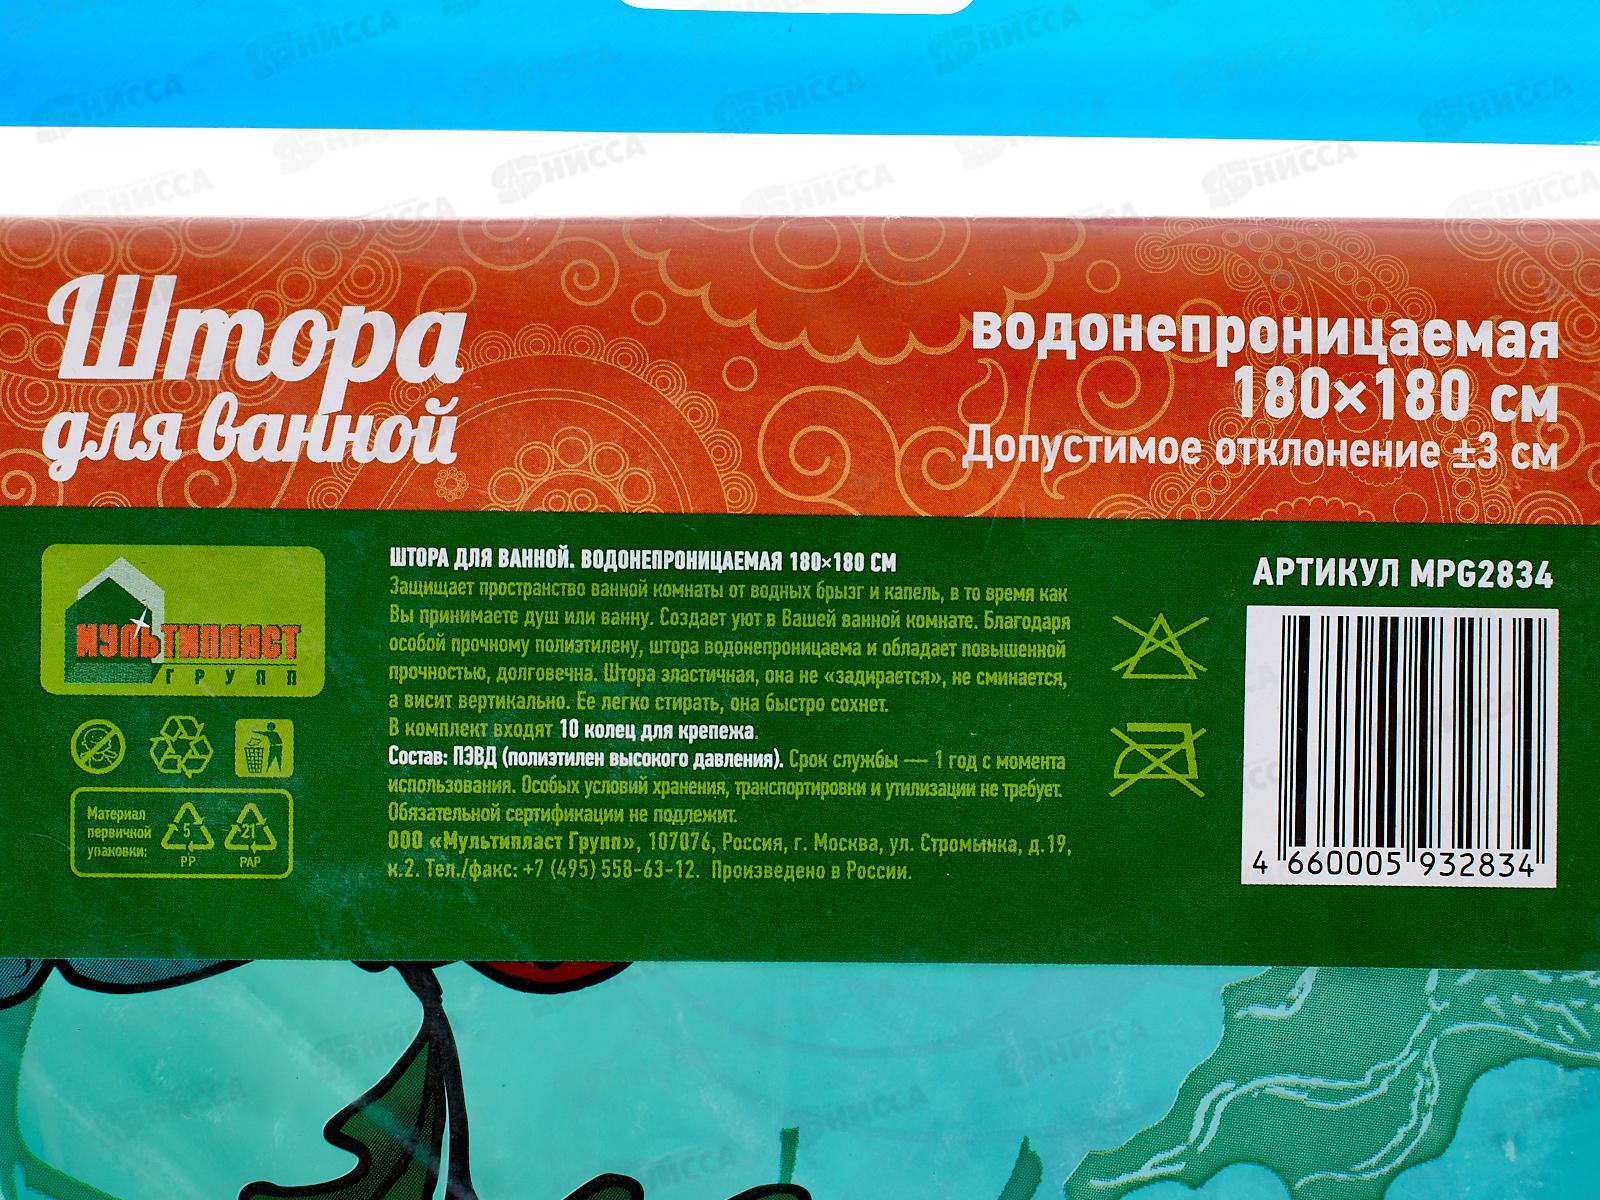 Штора
для ванной
водонепроницаемая
180×180 см
Допустимое отклонение ±3 см
МУЛЬТИПЛАСТ
ГРУПП
Материал
первичной
упаковки:
5
PP
21
PAP
ШТОРА ДЛЯ ВАННОЙ. ВОДОНЕПРОНИЦАЕМАЯ 180×180 СМ
Защищает пространство ванной комнаты от водных брызг и капель, в то время как
Вы принимаете душ или ванну. Создает уют в Вашей ванной комнате. Благодаря
особой прочному полиэтилену, штора водонепроницаема и обладает повышенной
прочностью, долговечна. Штора эластичная, она не «задирается», не сминается,
а висит вертикально. Ее легко стирать, она быстро сохнет.
В комплект входят 10 колец для крепежа.
Состав: ПЭВД (полиэтилен высокого давления). Срок службы — 1 год с момента
использования. Особых условий хранения, транспортировки и утилизации не требует.
Обязательной сертификации не подлежит.
ООО «Мультипласт Групп», 107076, Россия, г. Москва, ул. Стромынка, д.19,
к.2. Тел./факс: +7 (495) 558-63-12. Произведено в России.
АРТИКУЛ MPG2834
4 660005 932834
НИССА